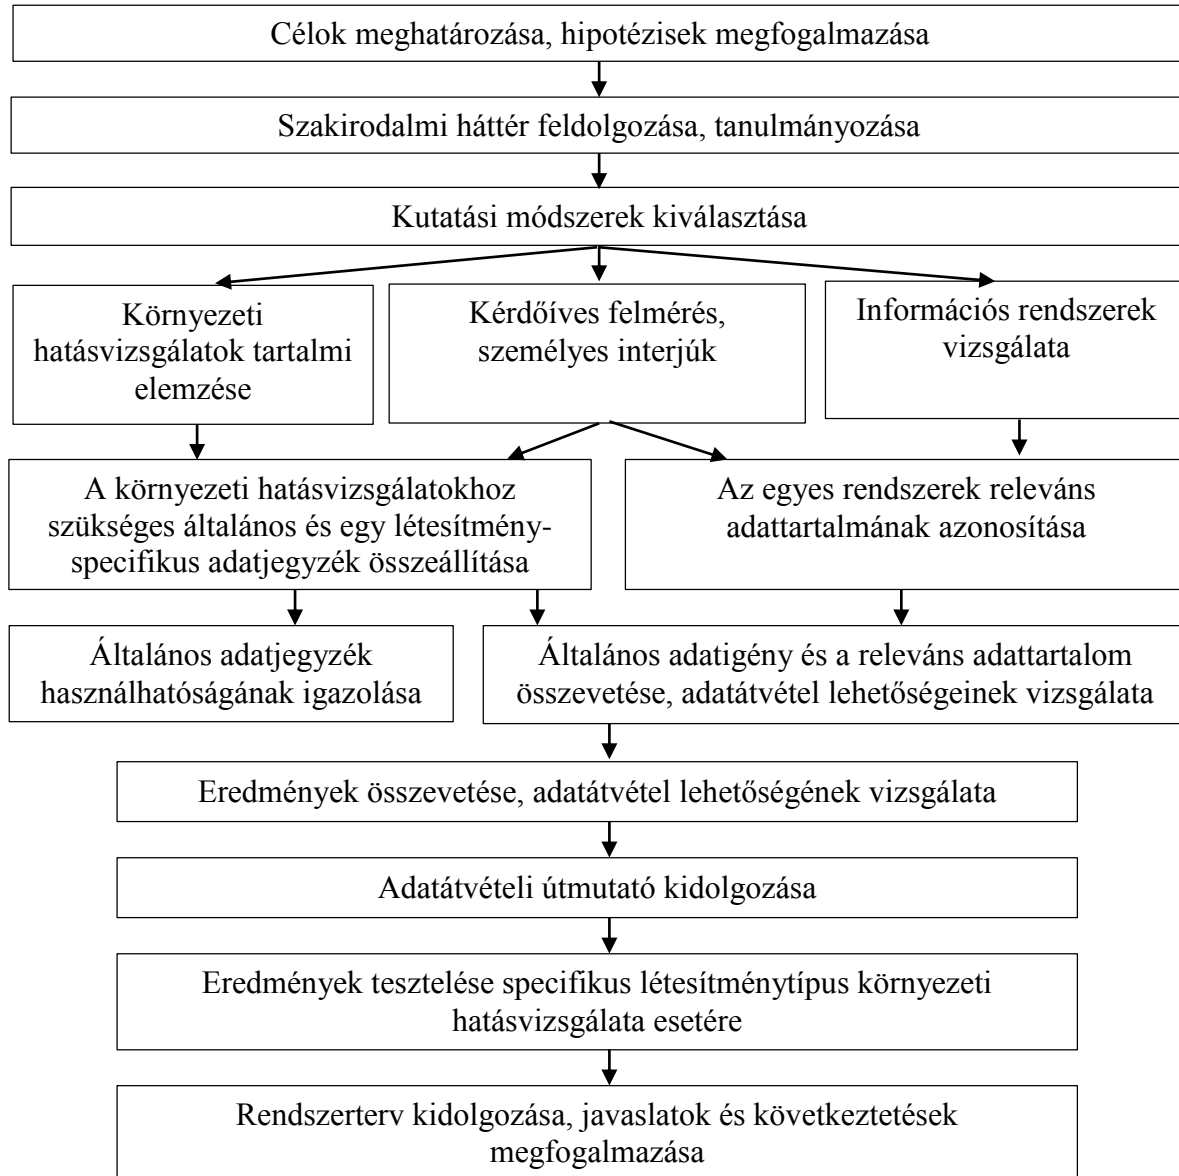 Célok meghatározása, hipotézisek megfogalmazása
Szakirodalmi háttér feldolgozása, tanulmányozása
Kutatási módszerek kiválasztása
Környezeti
hatásvizsgálatok tartalmi
elemzése
Kérdőíves felmérés,
személyes interjúk
Információs rendszerek
vizsgálata
A környezeti hatásvizsgálatokhoz
szükséges általános és egy létesítmény-
specifikus adatjegyzék összeállítása
Az egyes rendszerek releváns
adattartalmának azonosítása
Általános adatjegyzék
használhatóságának igazolása
Általános adatigény és a releváns adattartalom
összevetése, adatátvétel lehetőségeinek vizsgálata
Eredmények összevetése, adatátvétel lehetőségének vizsgálata
Adatátvételi útmutató kidolgozása
Eredmények tesztelése specifikus létesítménytípus környezeti
hatásvizsgálata esetére
Rendszerterv kidolgozása, javaslatok és következtetések
megfogalmazása